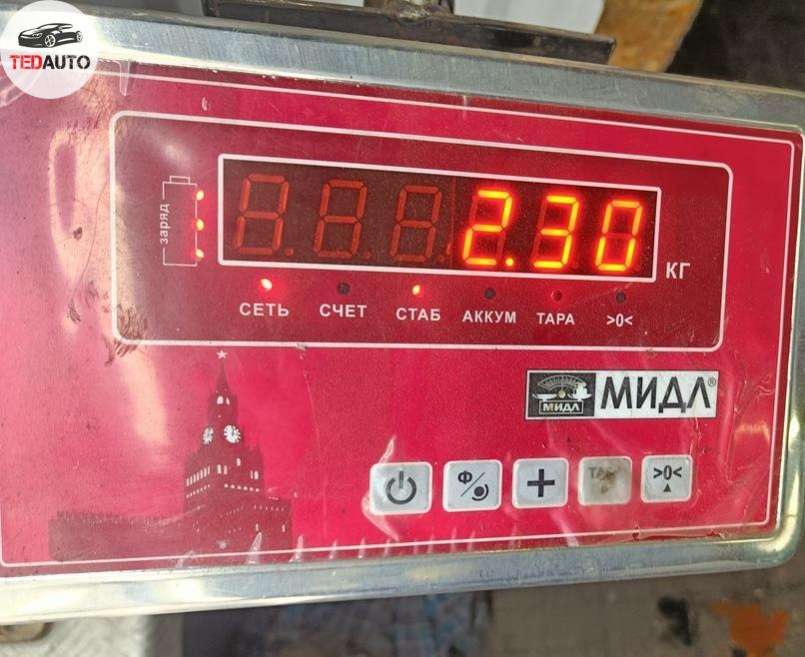 TEDAUTO
заряд
2.30
КГ
СЕТЬ СЧЕТ СТАБ АККУМ ТАРА >0<
МИДЛ МИДЛ®
Ф
>0<